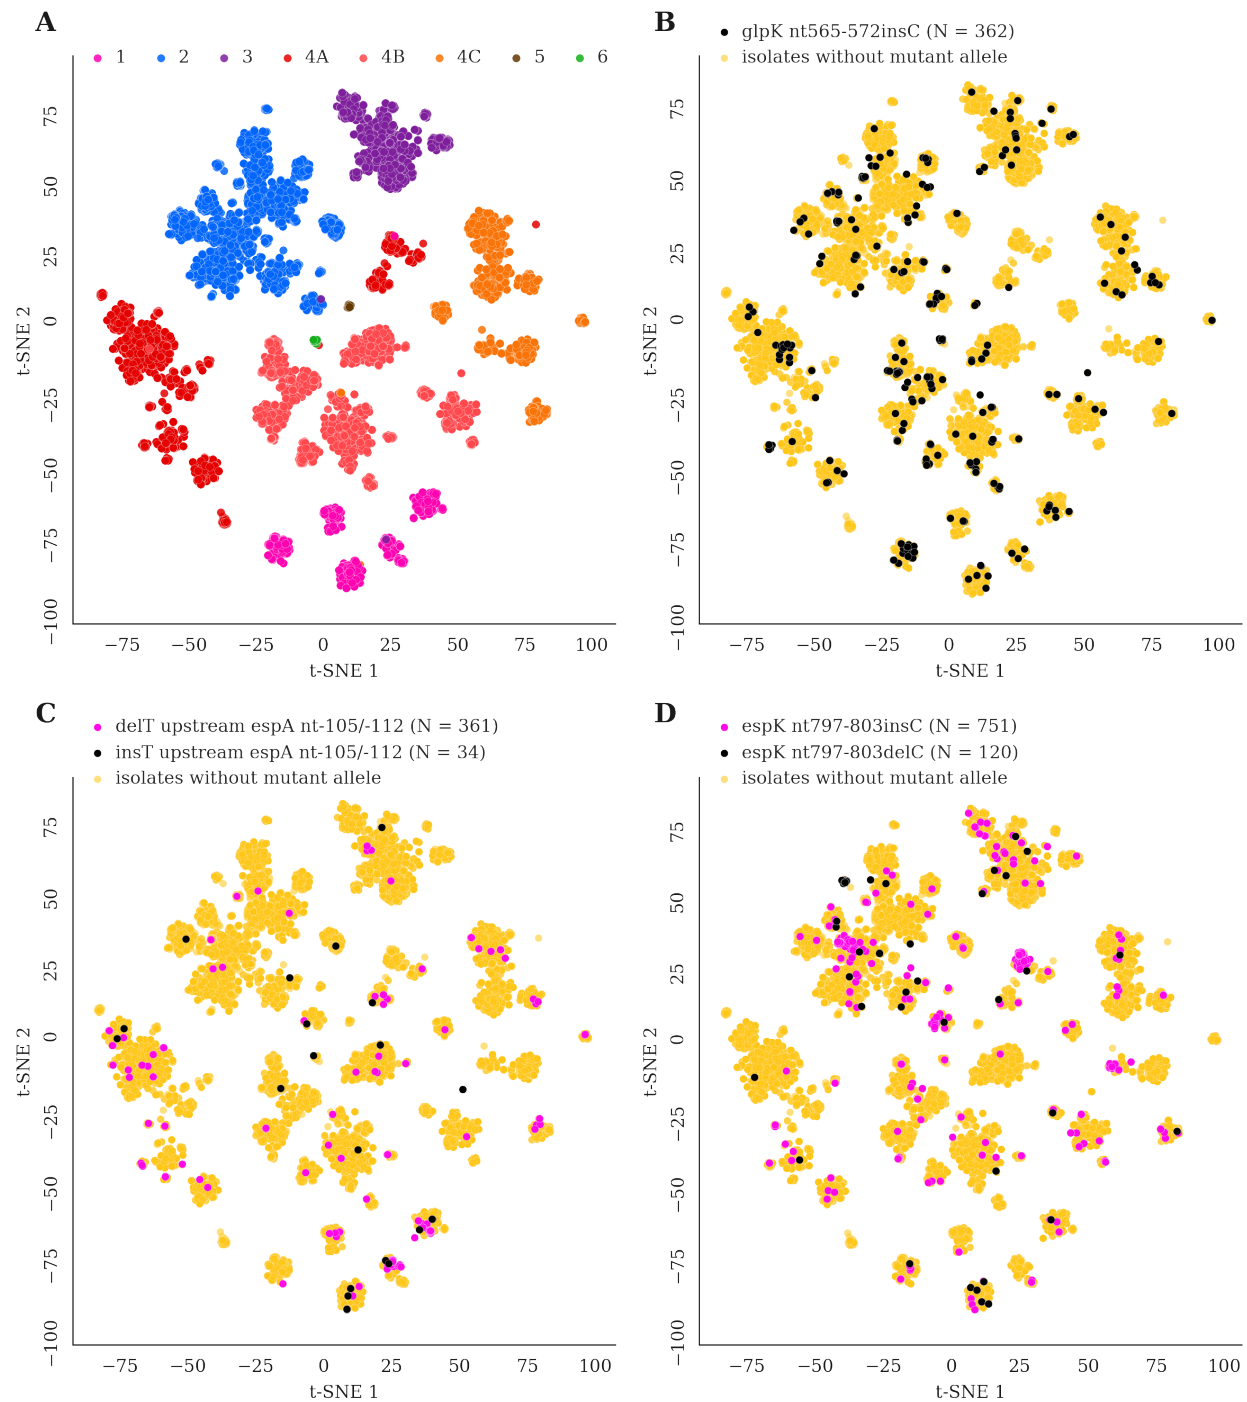 A
1 2 3 4A 4B 4C 5 6
75
50
25
0
−25
−50
−75
−100
t-SNE 2
−75 −50 −25 0 25 50 75 100
t-SNE 1
B
glpK nt565-572insC (N = 362)
isolates without mutant allele
75
50
25
0
−25
−50
−75
−100
t-SNE 2
−75 −50 −25 0 25 50 75 100
t-SNE 1
C
delT upstream espA nt-105/-112 (N = 361)
insT upstream espA nt-105/-112 (N = 34)
isolates without mutant allele
75
50
25
0
−25
−50
−75
−100
t-SNE 2
−75 −50 −25 0 25 50 75 100
t-SNE 1
D
espK nt797-803insC (N = 751)
espK nt797-803delC (N = 120)
isolates without mutant allele
75
50
25
0
−25
−50
−75
−100
t-SNE 2
−75 −50 −25 0 25 50 75 100
t-SNE 1